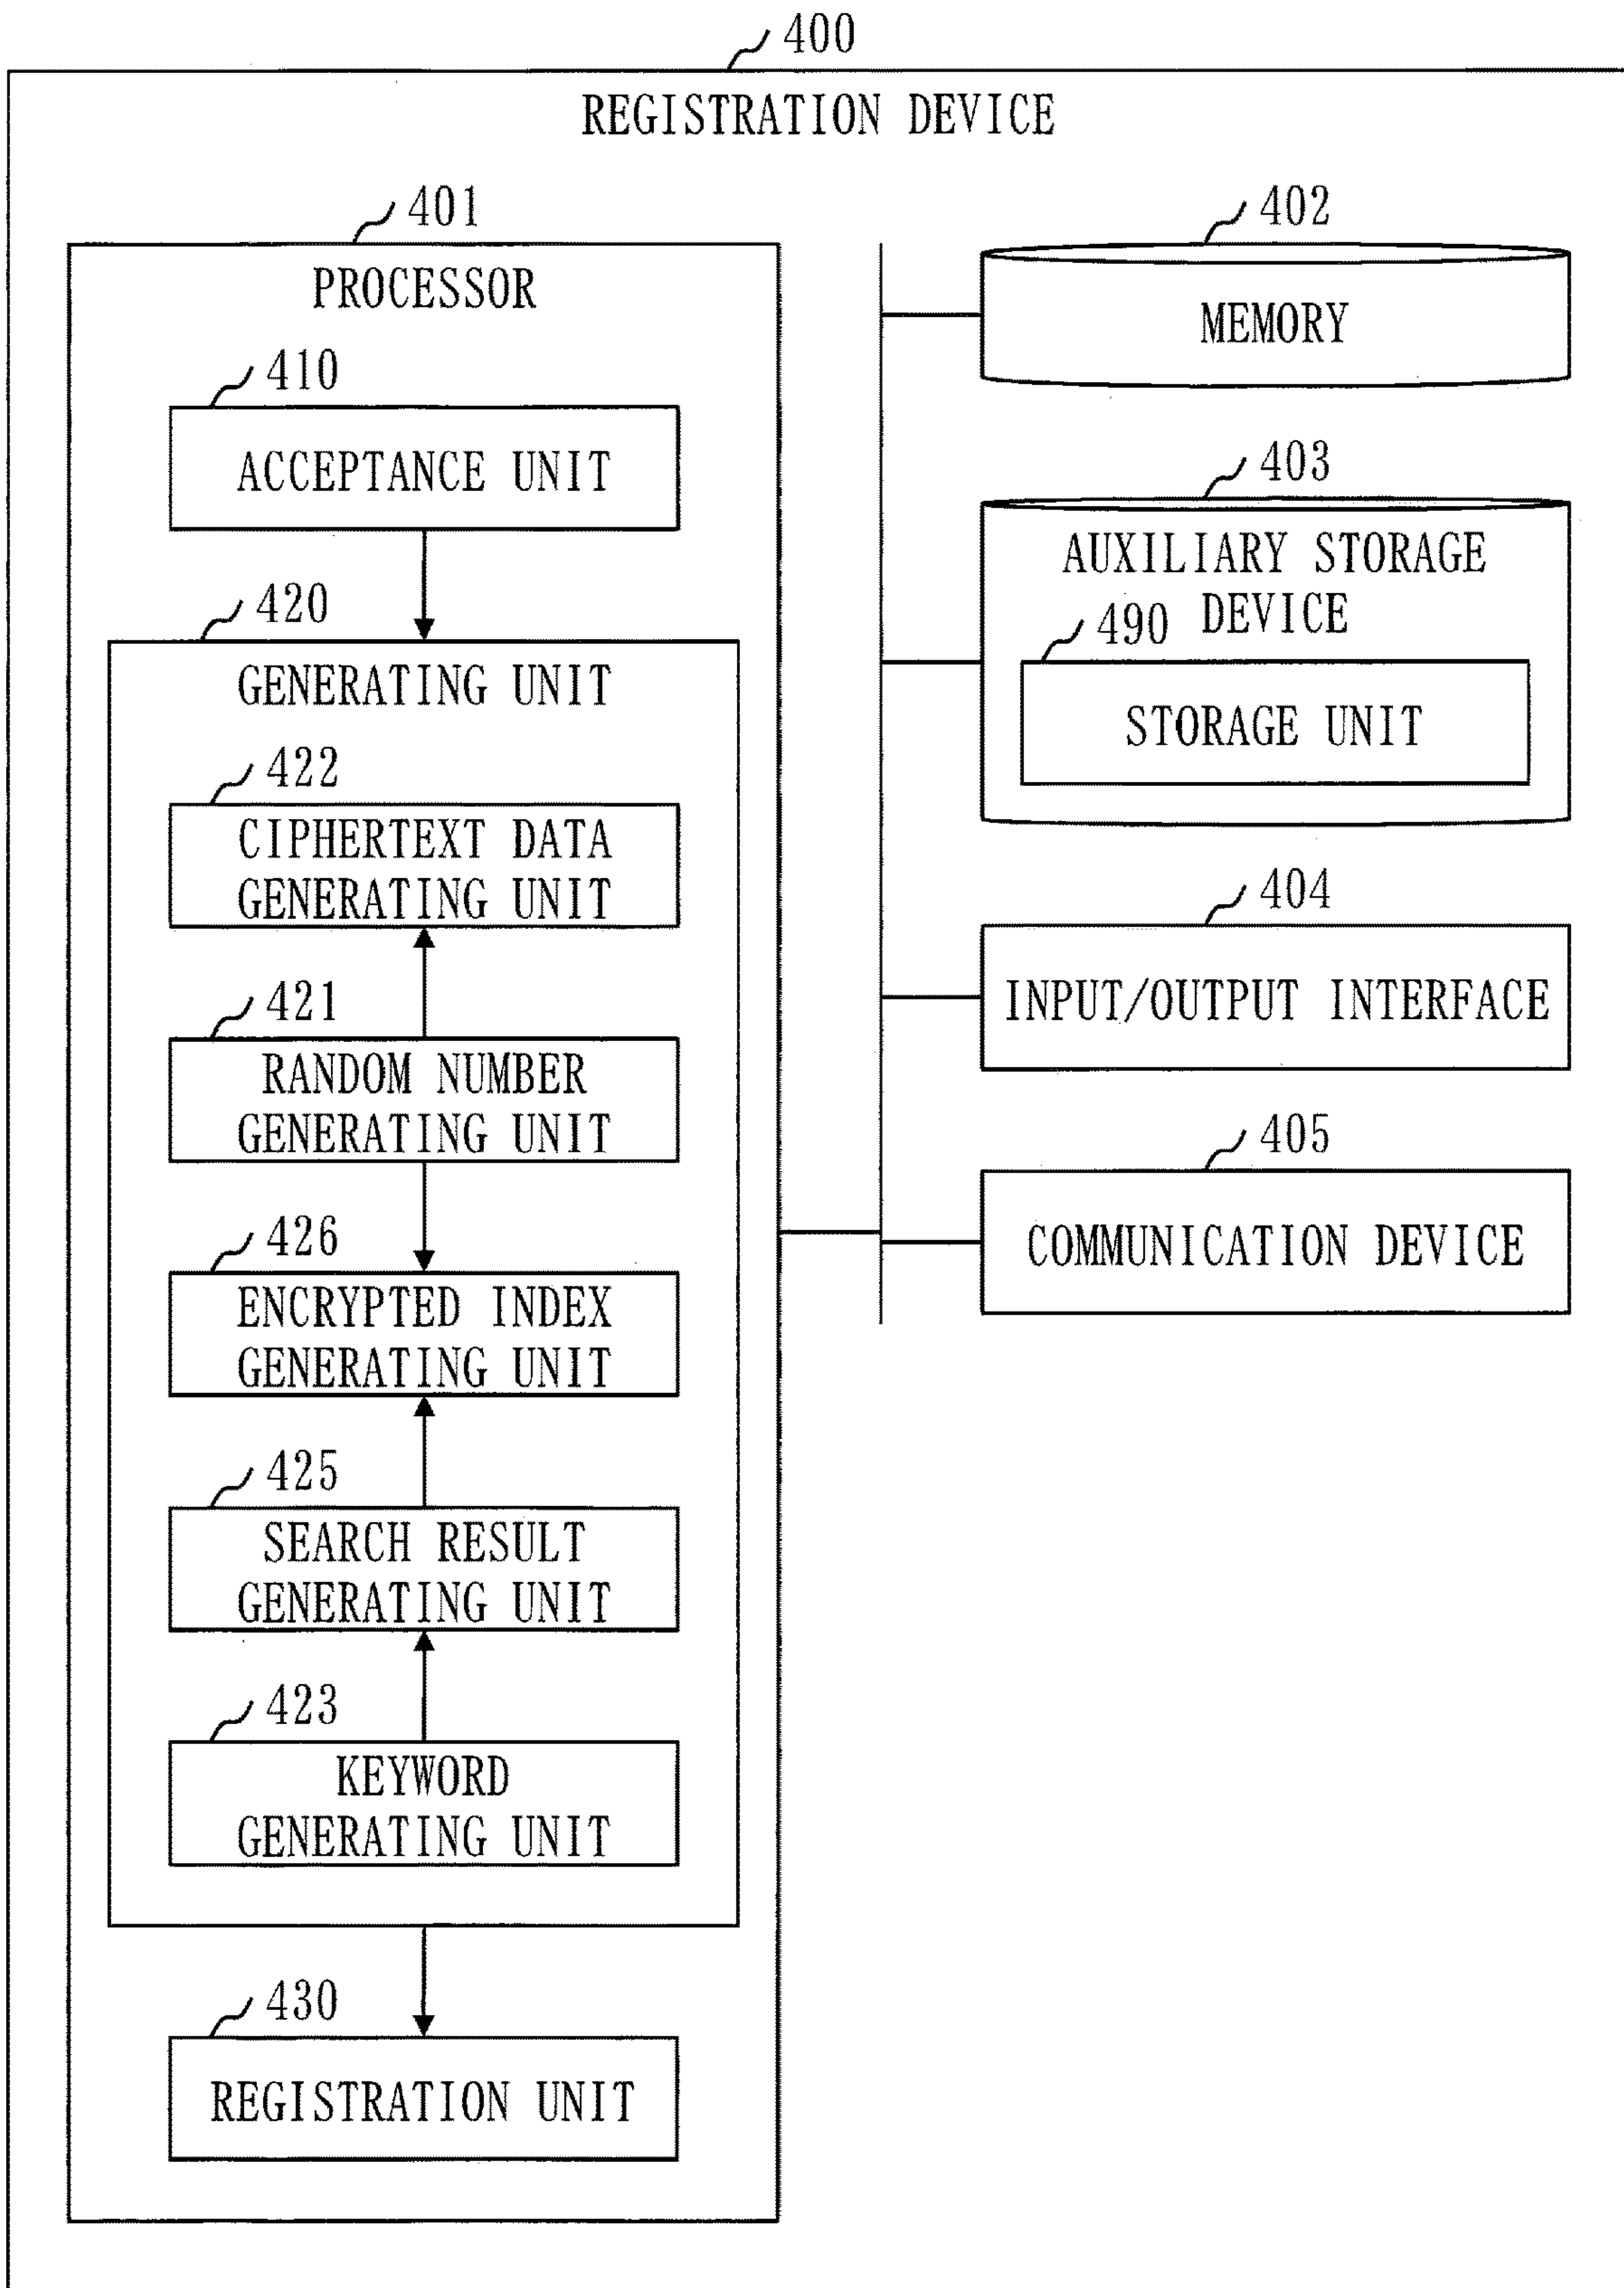 400
REGISTRATION DEVICE
401
PROCESSOR
410
ACCEPTANCE UNIT
420
GENERATING UNIT
422
CIPHERTEXT DATA
GENERATING UNIT
421
RANDOM NUMBER
GENERATING UNIT
426
ENCRYPTED INDEX
GENERATING UNIT
425
SEARCH RESULT
GENERATING UNIT
423
KEYWORD
GENERATING UNIT
430
REGISTRATION UNIT
402
MEMORY
403
AUXILIARY STORAGE
DEVICE
490
STORAGE UNIT
404
INPUT/OUTPUT INTERFACE
405
COMMUNICATION DEVICE